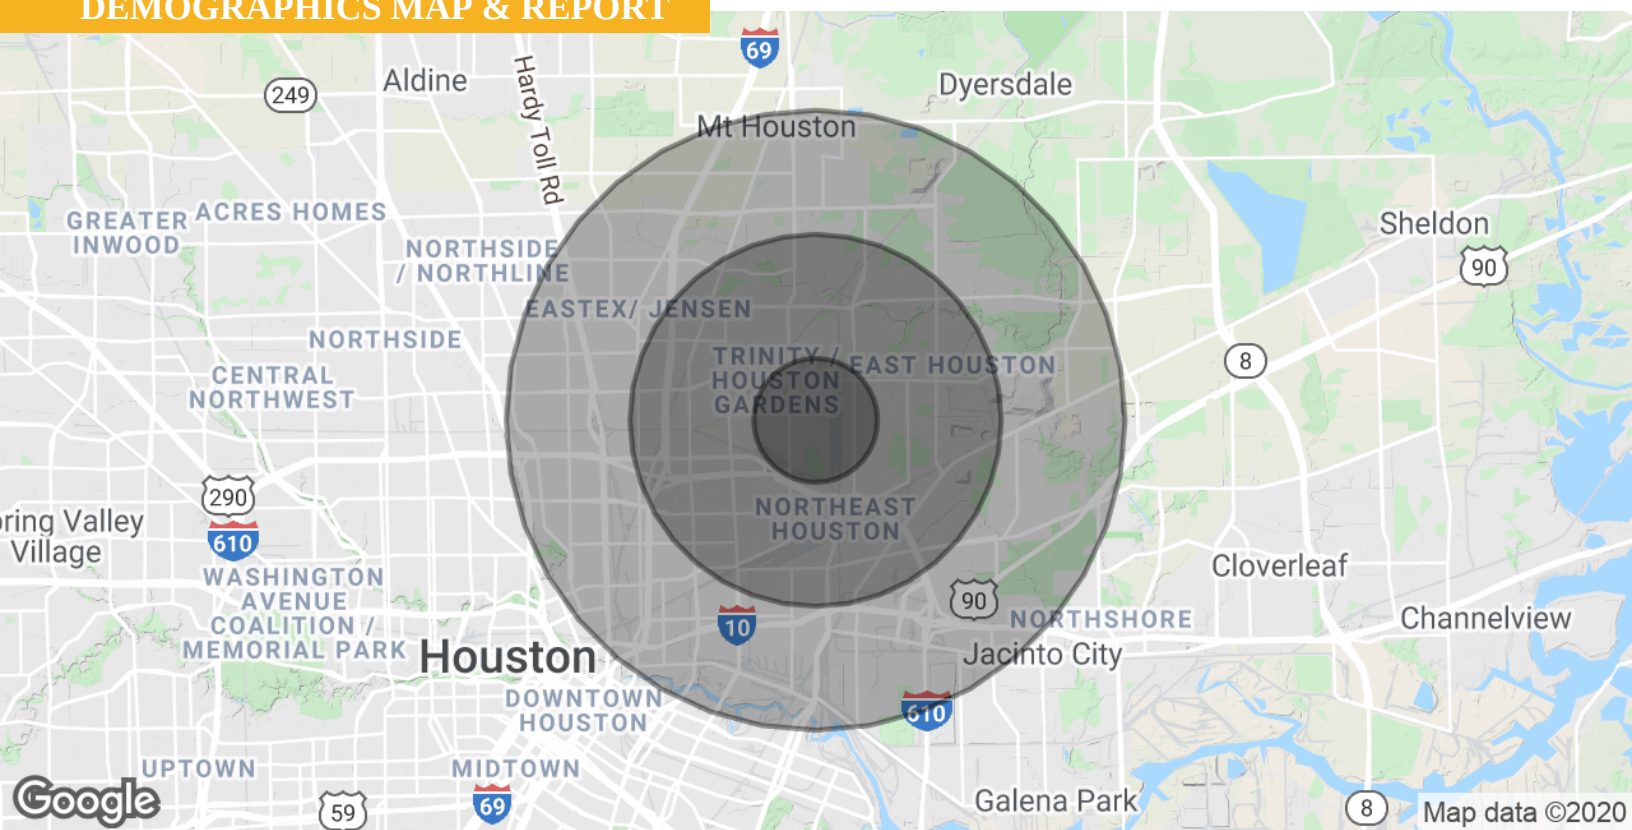 DEMOGRAPHICS MAP & REPORT
69
Aldine
Dyersdale
249
Hardy Toll Rd
Mt Houston
GREATER
INWOOD
ACRES HOMES
Sheldon
NORTHSIDE
/ NORTHLINE
90
EASTEX/ JENSEN
NORTHSIDE
TRINITY /
HOUSTON
GARDENS
EAST HOUSTON
8
CENTRAL
NORTHWEST
290
NORTHEAST
HOUSTON
pring Valley
Village
610
Cloverleaf
WASHINGTON
AVENUE
COALITION /
MEMORIAL PARK
90
10
NORTHSHORE
Channelview
Houston
Jacinto City
DOWNTOWN
HOUSTON
610
UPTOWN
MIDTOWN
Google
59
69
Galena Park
8
Map data ©2020